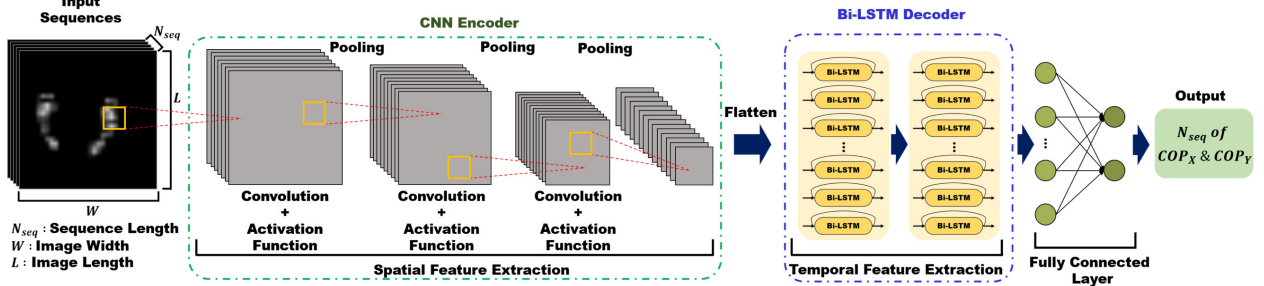 Input
Sequences
N_seq
L
W
N_seq : Sequence Length
W : Image Width
L : Image Length
CNN Encoder
Pooling
Pooling
Pooling
Convolution
+
Activation
Function
Convolution
+
Activation
Function
Convolution
+
Activation
Function
Spatial Feature Extraction
Flatten
Bi-LSTM Decoder
Bi-LSTM
Bi-LSTM
Bi-LSTM
Bi-LSTM
Bi-LSTM
Bi-LSTM
Bi-LSTM
Bi-LSTM
Bi-LSTM
Bi-LSTM
Bi-LSTM
Bi-LSTM
Temporal Feature Extraction
Fully Connected
Layer
Output
N_seq of
COP_X & COP_Y